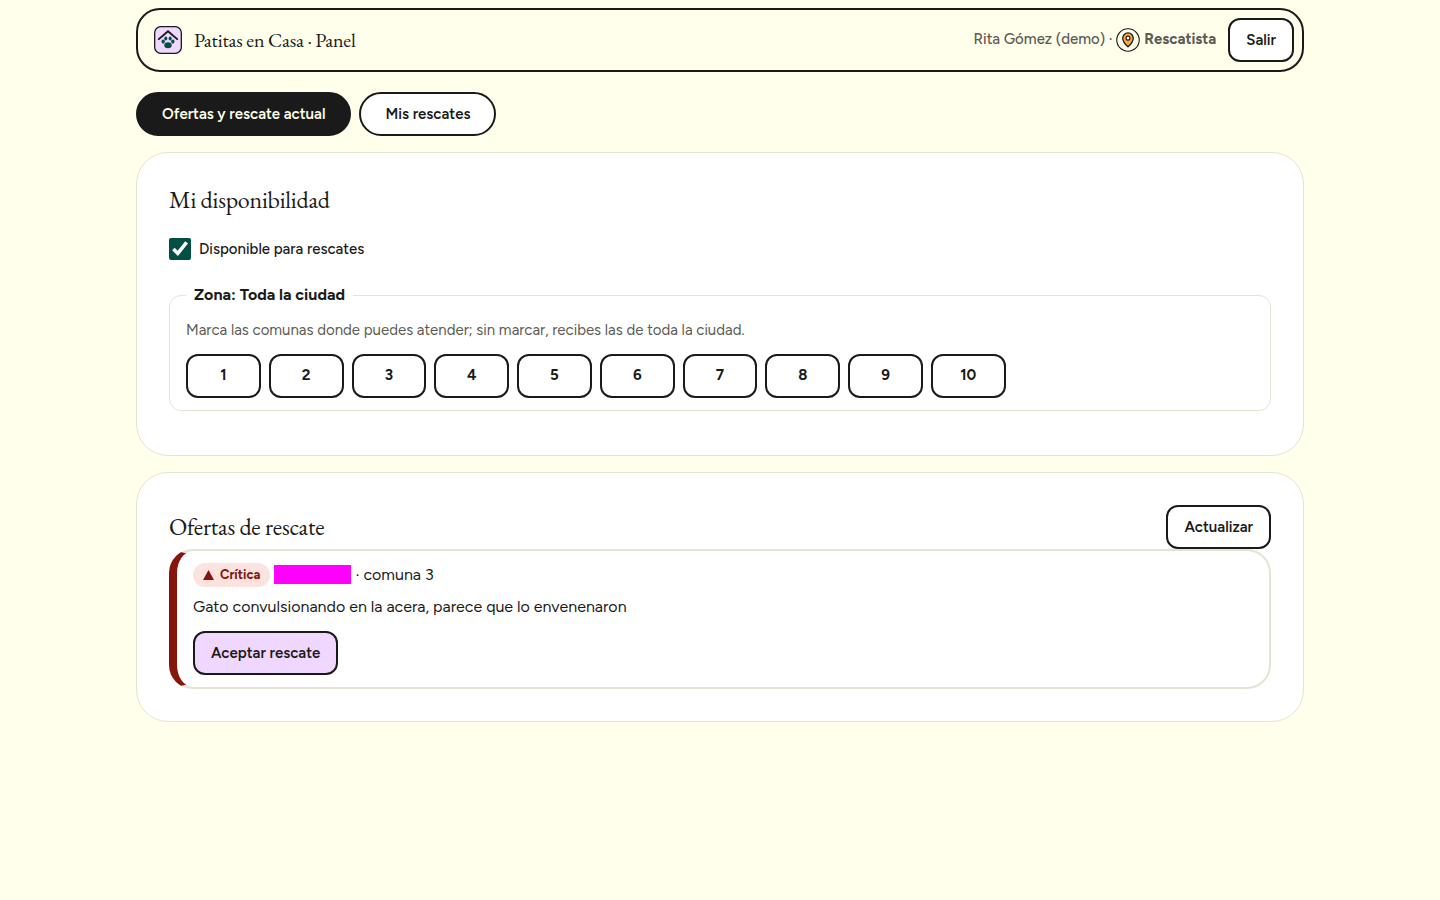 Patitas en Casa · Panel
Rita Gómez (demo) · Rescatista
Salir
Ofertas y rescate actual
Mis rescates
Mi disponibilidad
Disponible para rescates
Zona: Toda la ciudad
Marca las comunas donde puedes atender; sin marcar, recibes las de toda la ciudad.
1 2 3 4 5 6 7 8 9 10
Ofertas de rescate
Actualizar
Crítica · comuna 3
Gato convulsionando en la acera, parece que lo envenenaron
Aceptar rescate